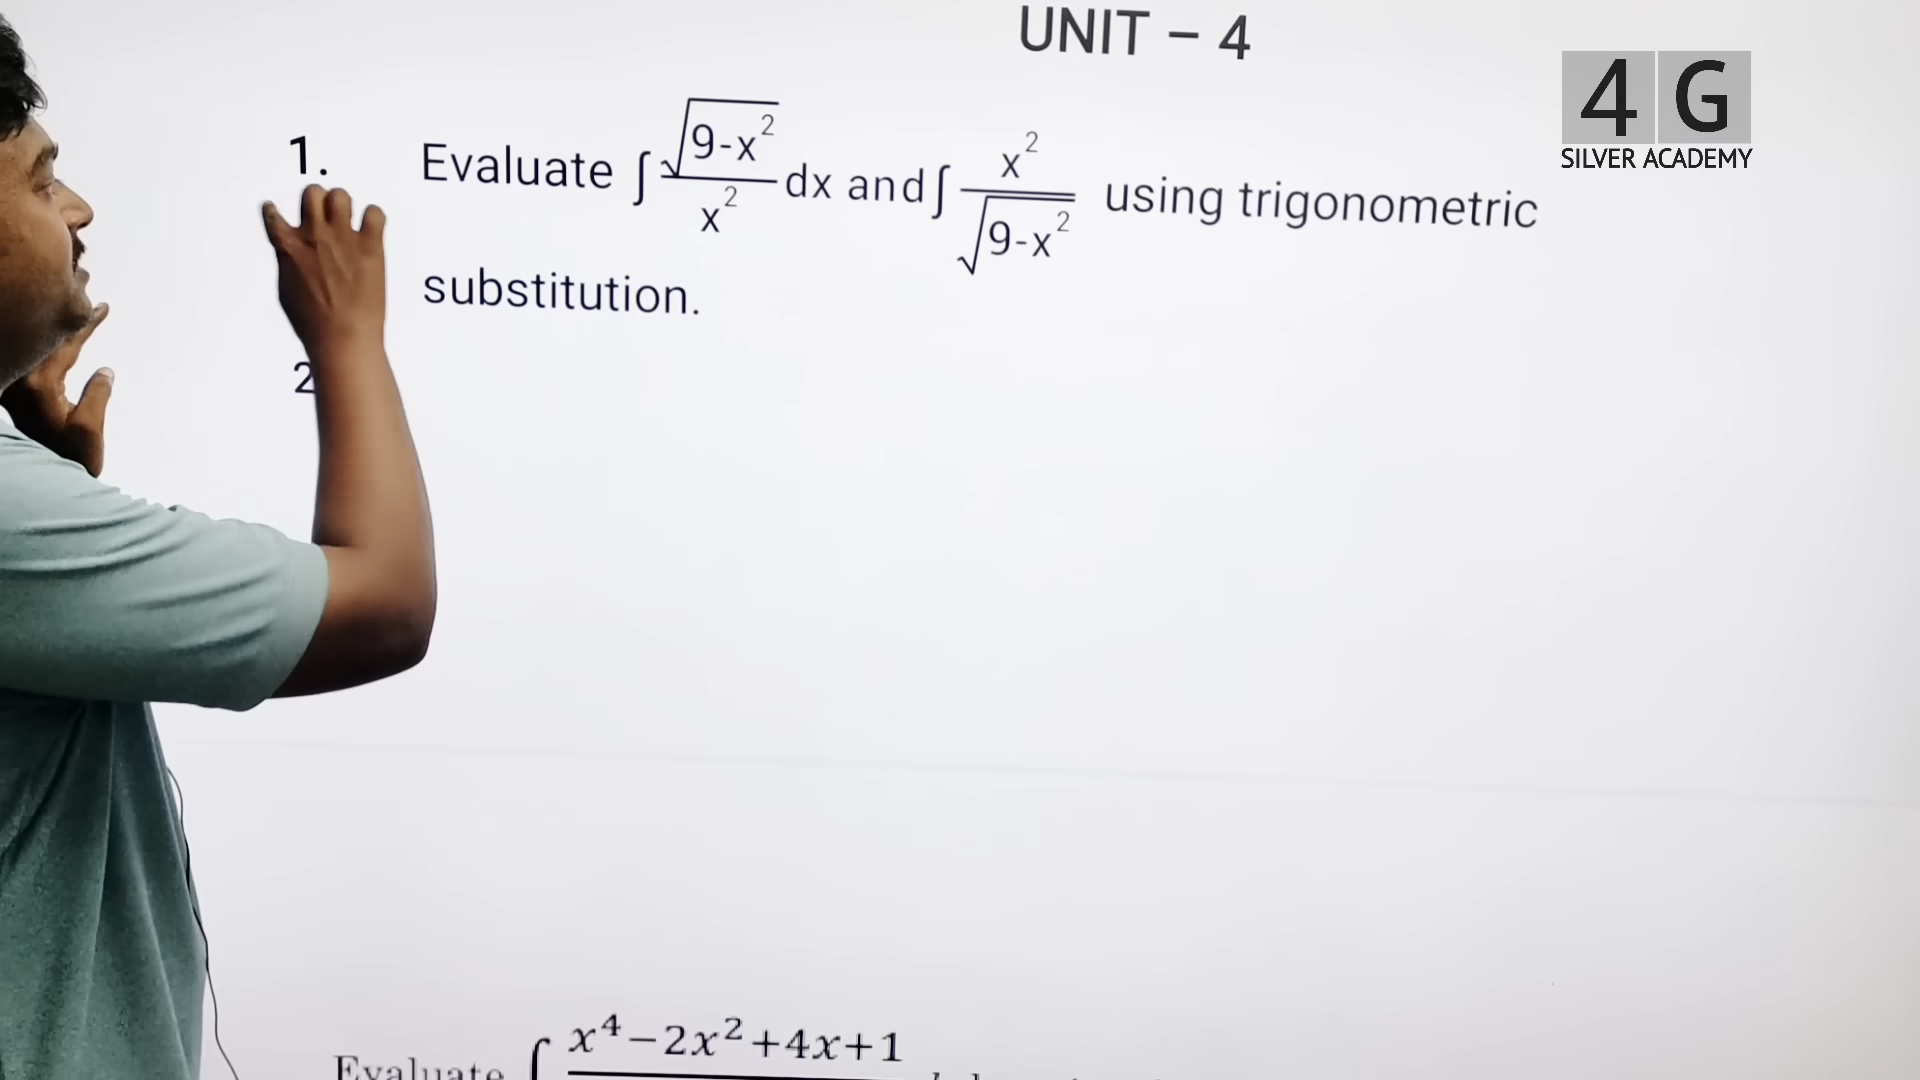 UNIT – 4
4 G
SILVER ACADEMY
1. Evaluate ∫ √(9-x²)/x² dx and ∫ x²/√(9-x²) using trigonometric
substitution.
2
Evaluate ∫ x⁴−2x²+4x+1